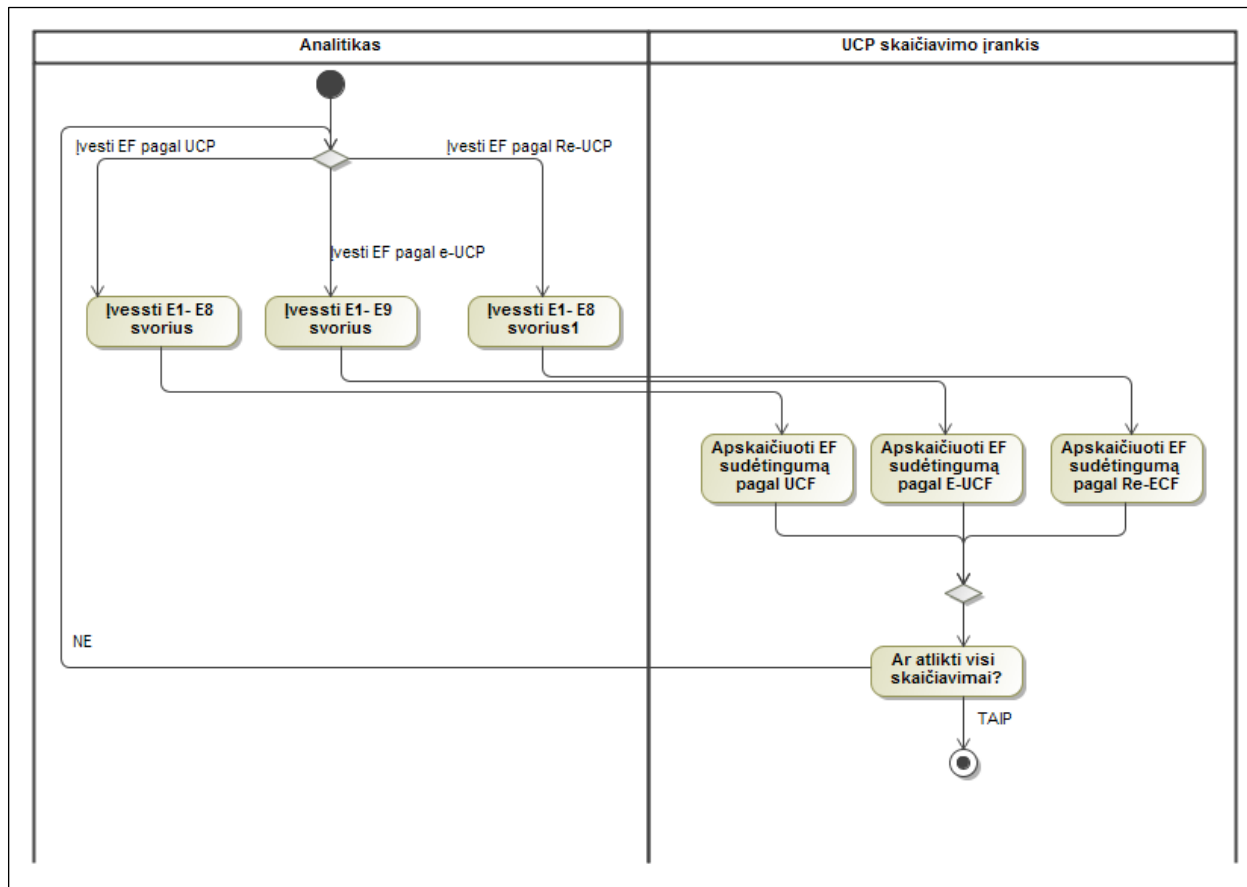 Analitikas
UCP skaičiavimo įrankis
Įvesti EF pagal UCP
Įvesti EF pagal Re-UCP
Įvesti EF pagal e-UCP
Įvessti E1- E8
svorius
Įvessti E1- E9
svorius
Įvessti E1- E8
svorius1
Apskaičiuoti EF
sudėtingumą
pagal UCF
Apskaičiuoti EF
sudėtingumą
pagal E-UCF
Apskaičiuoti EF
sudėtingumą
pagal Re-ECF
NE
Ar atlikti visi
skaičiavimai?
TAIP